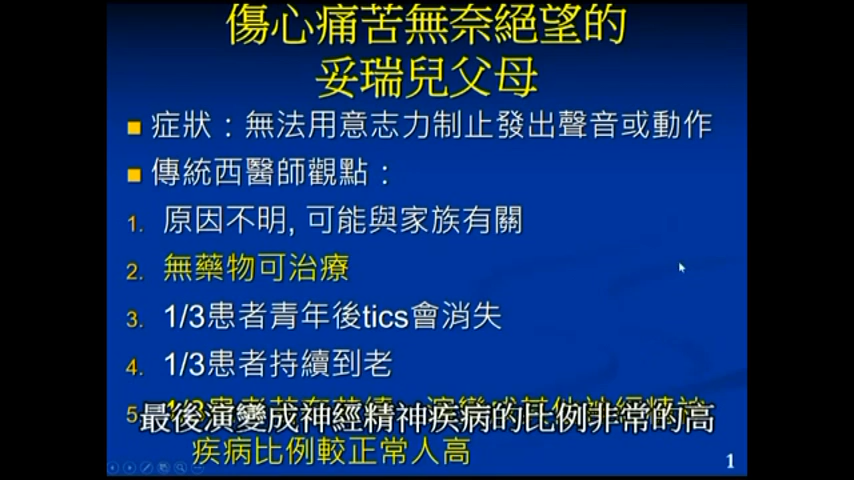 傷心痛苦無奈絕望的
妥瑞兒父母
■ 症狀：無法用意志力制止發出聲音或動作
■ 傳統西醫師觀點：
1. 原因不明, 可能與家族有關
2. 無藥物可治療
3. 1/3患者青年後tics會消失
4. 1/3患者持續到老
5. 1/3患者
最後演變成神經精神疾病的比例非常的高
疾病比例較正常人高
1